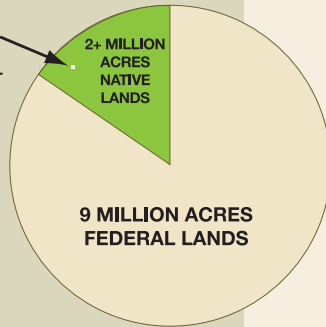 2+ MILLION
ACRES
NATIVE
LANDS
9 MILLION ACRES
FEDERAL LANDS